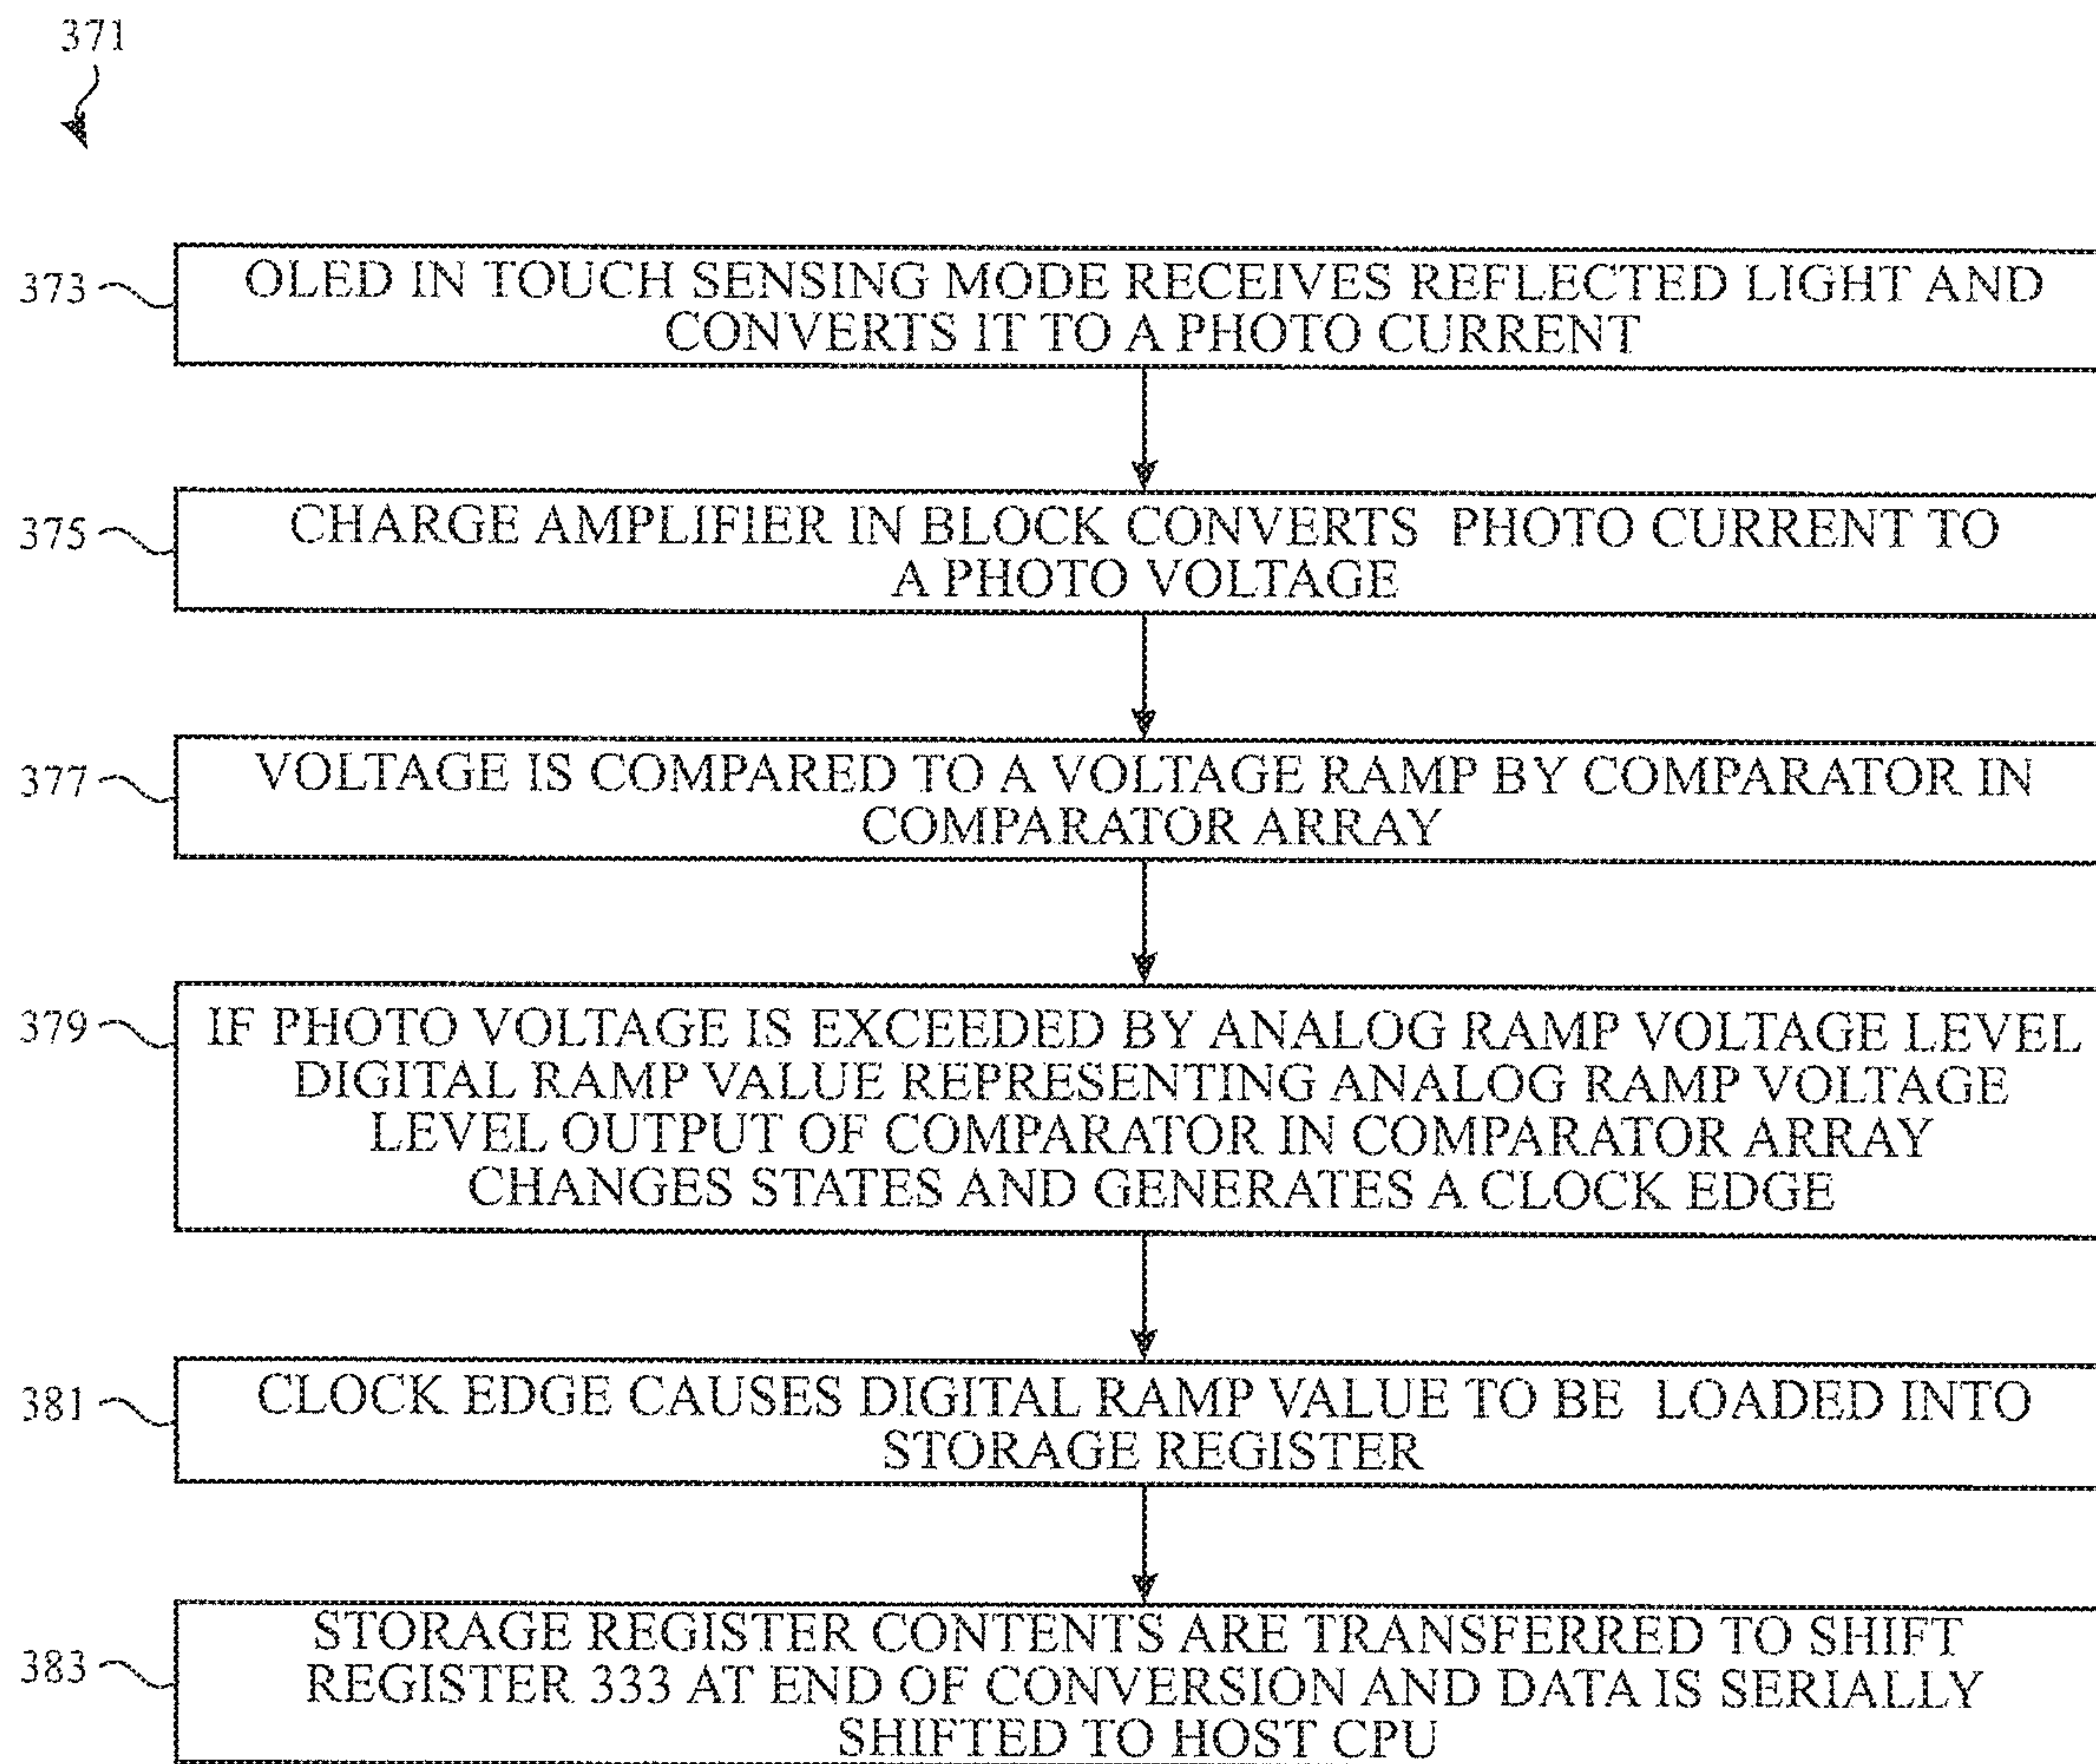 371
373
OLED IN TOUCH SENSING MODE RECEIVES REFLECTED LIGHT AND
CONVERTS IT TO A PHOTO CURRENT
375
CHARGE AMPLIFIER IN BLOCK CONVERTS PHOTO CURRENT TO
A PHOTO VOLTAGE
377
VOLTAGE IS COMPARED TO A VOLTAGE RAMP BY COMPARATOR IN
COMPARATOR ARRAY
379
IF PHOTO VOLTAGE IS EXCEEDED BY ANALOG RAMP VOLTAGE LEVEL
DIGITAL RAMP VALUE REPRESENTING ANALOG RAMP VOLTAGE
LEVEL OUTPUT OF COMPARATOR IN COMPARATOR ARRAY
CHANGES STATES AND GENERATES A CLOCK EDGE
381
CLOCK EDGE CAUSES DIGITAL RAMP VALUE TO BE LOADED INTO
STORAGE REGISTER
383
STORAGE REGISTER CONTENTS ARE TRANSFERRED TO SHIFT
REGISTER 333 AT END OF CONVERSION AND DATA IS SERIALLY
SHIFTED TO HOST CPU